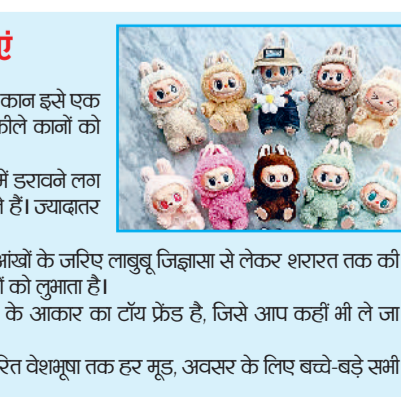 एं
कान इसे एक
कीले कानों को
में डरावने लग
हैं। ज्यादातर
आंखों के जरिए लाबुबू जिज्ञासा से लेकर शरारत तक की
को लुभाता है।
के आकार का टॉय फ्रेंड है, जिसे आप कहीं भी ले जा
वेशभूषा तक हर मूड, अवसर के लिए बच्चे-बड़े सभी